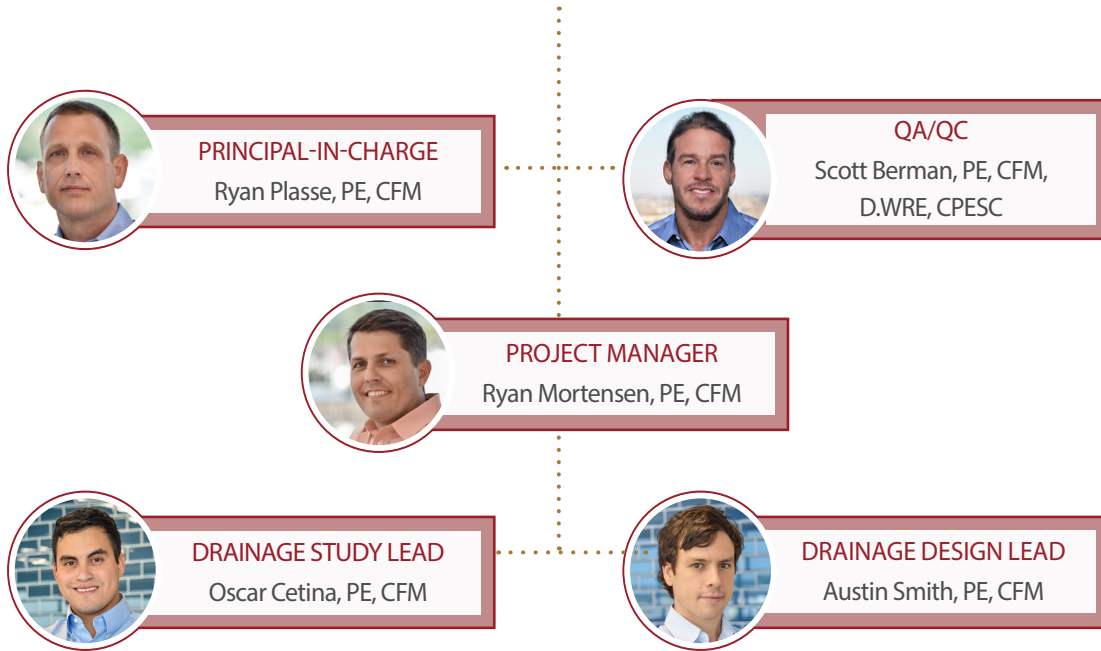 PRINCIPAL-IN-CHARGE
Ryan Plasse, PE, CFM
QA/QC
Scott Berman, PE, CFM,
D.WRE, CPESC
PROJECT MANAGER
Ryan Mortensen, PE, CFM
DRAINAGE STUDY LEAD
Oscar Cetina, PE, CFM
DRAINAGE DESIGN LEAD
Austin Smith, PE, CFM